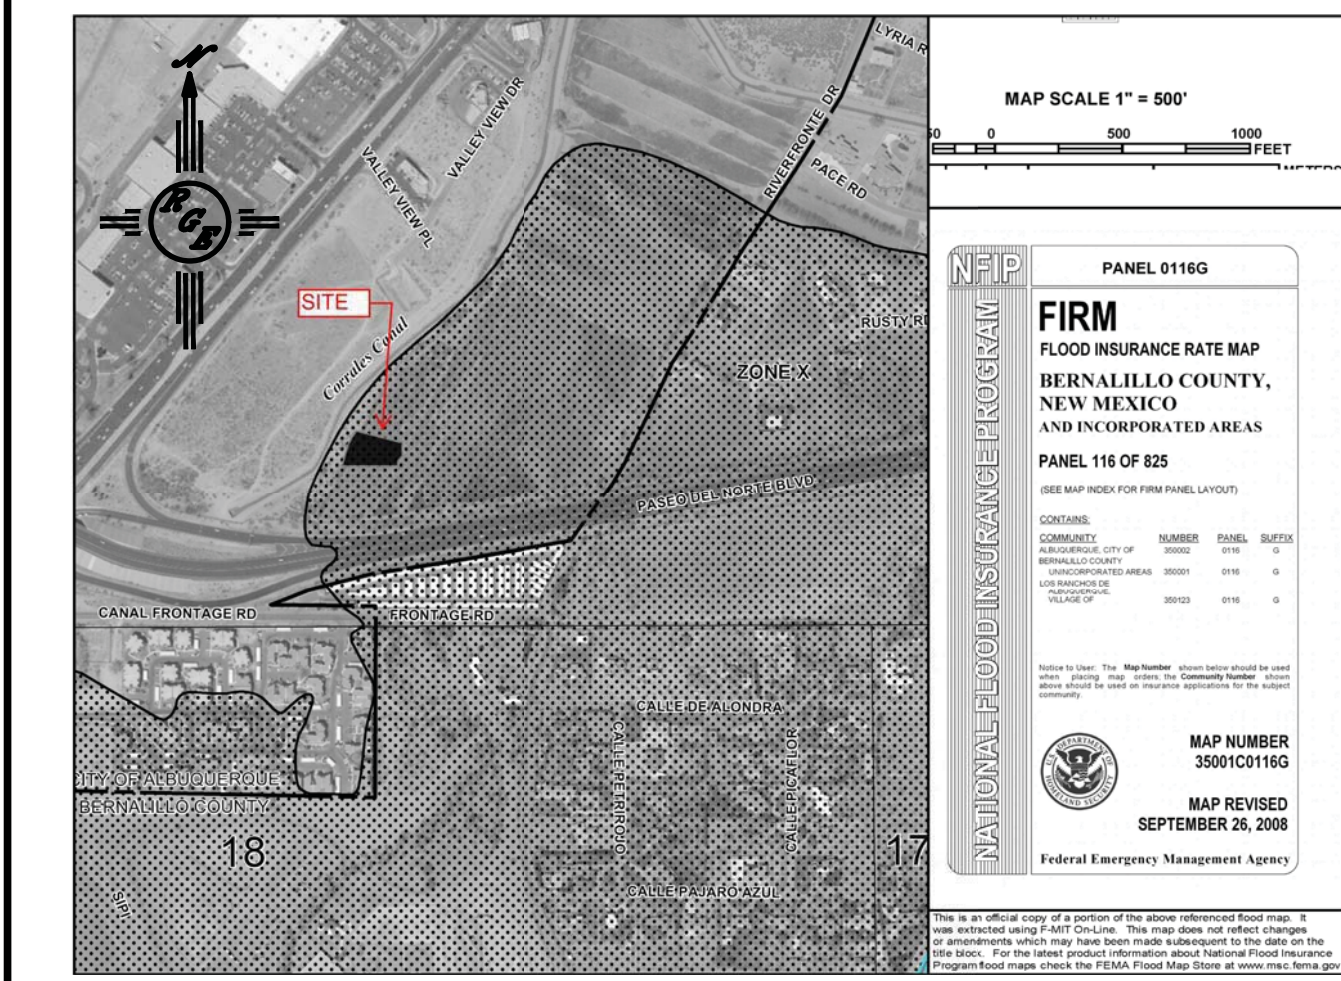 N
RGE
SITE
Corrales Canal
VALLEY VIEW DR
VALLEY VIEW PL
LYRIA R
RIVERFRONTE DR
PACE RD
RUSTY RD
ZONE X
PASEO DEL NORTE BLVD
CANAL FRONTAGE RD
FRONTAGE RD
CALLE DE ALONDRA
CALLE PETIRROJO
CALLE PICAFLOR
CALLE PAJARO AZUL
CITY OF ALBUQUERQUE
BERNALILLO COUNTY
18
17
SIPI
MAP SCALE 1" = 500'
50 0 500 1000
FEET
METERS
NFIP
NATIONAL FLOOD INSURANCE PROGRAM
PANEL 0116G
FIRM
FLOOD INSURANCE RATE MAP
BERNALILLO COUNTY,
NEW MEXICO
AND INCORPORATED AREAS
PANEL 116 OF 825
(SEE MAP INDEX FOR FIRM PANEL LAYOUT)
CONTAINS:
COMMUNITY NUMBER PANEL SUFFIX
ALBUQUERQUE, CITY OF 350002 0116 G
BERNALILLO COUNTY
UNINCORPORATED AREAS 350001 0116 G
LOS RANCHOS DE
ALBUQUERQUE,
VILLAGE OF 350123 0116 G
Notice to User: The Map Number shown below should be used
when placing map orders; the Community Number shown
above should be used on insurance applications for the subject
community.
U.S. DEPARTMENT OF HOMELAND SECURITY
MAP NUMBER
35001C0116G
MAP REVISED
SEPTEMBER 26, 2008
Federal Emergency Management Agency
This is an official copy of a portion of the above referenced flood map. It
was extracted using F-MIT On-Line. This map does not reflect changes
or amendments which may have been made subsequent to the date on the
title block. For the latest product information about National Flood Insurance
Program flood maps check the FEMA Flood Map Store at www.msc.fema.gov